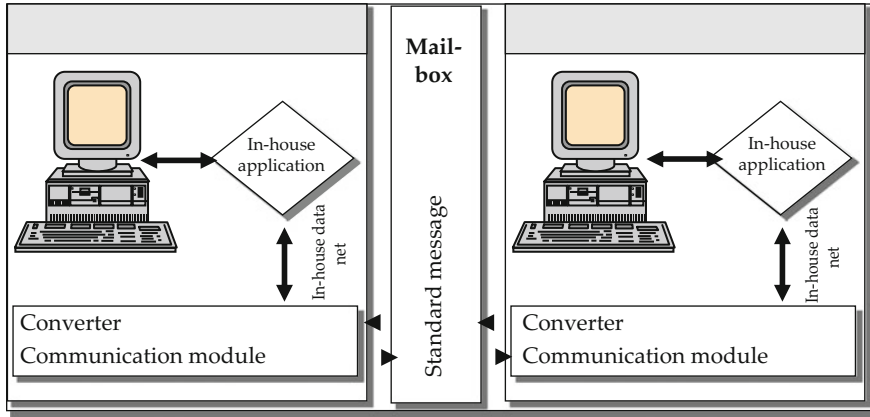 In-house
application
In-house data
net
Converter
Communication module
Mail-
box
Standard message
In-house
application
In-house data
net
Converter
Communication module